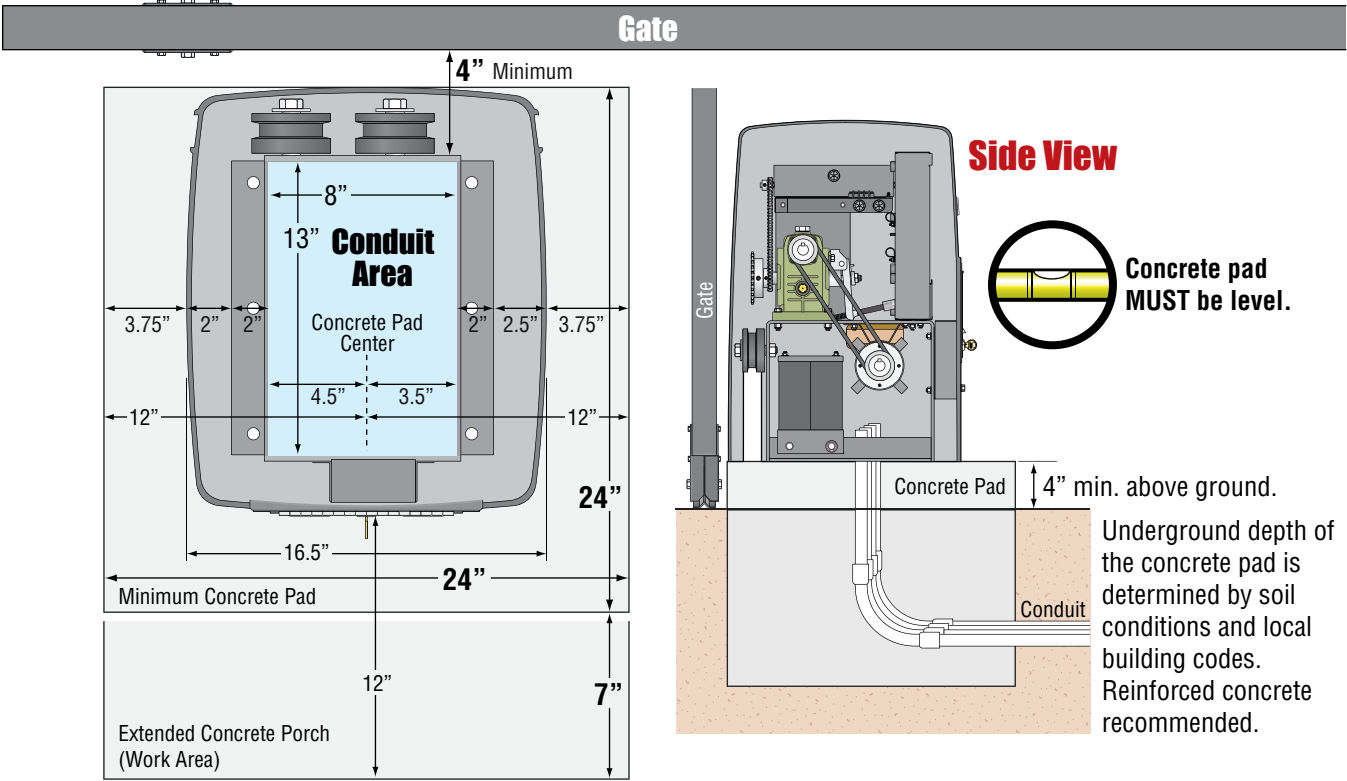 Gate
4” Minimum
8”
13”
Conduit
Area
3.75”
2”
2”
Concrete Pad
Center
2”
2.5”
3.75”
4.5”
3.5”
12”
12”
24”
16.5”
24”
Minimum Concrete Pad
12”
7”
Extended Concrete Porch
(Work Area)
Side View
Gate
Concrete pad
MUST be level.
Concrete Pad
4” min. above ground.
Underground depth of
the concrete pad is
determined by soil
conditions and local
building codes.
Reinforced concrete
recommended.
Conduit